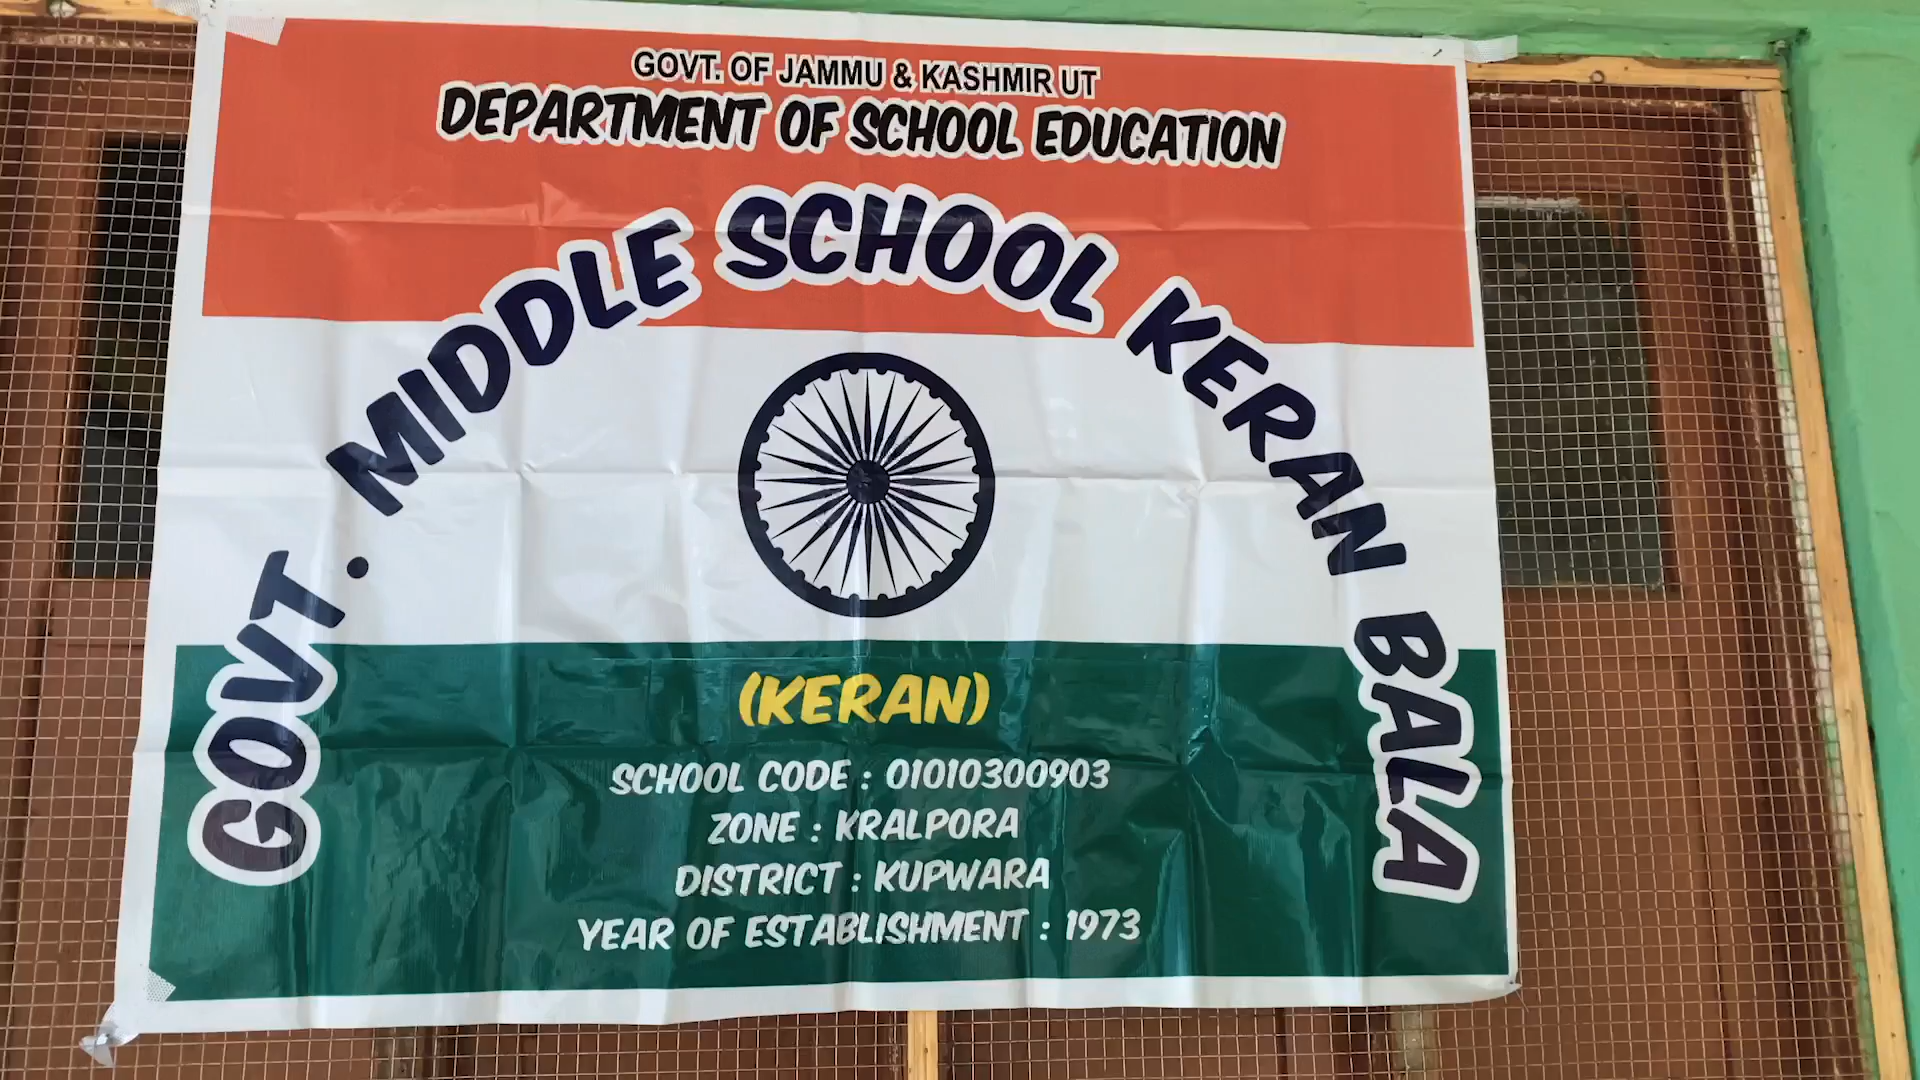 GOVT. OF JAMMU & KASHMIR UT
DEPARTMENT OF SCHOOL EDUCATION
GOVT. MIDDLE SCHOOL KERAN BALA
(KERAN)
SCHOOL CODE : 01010300903
ZONE : KRALPORA
DISTRICT : KUPWARA
YEAR OF ESTABLISHMENT : 1973